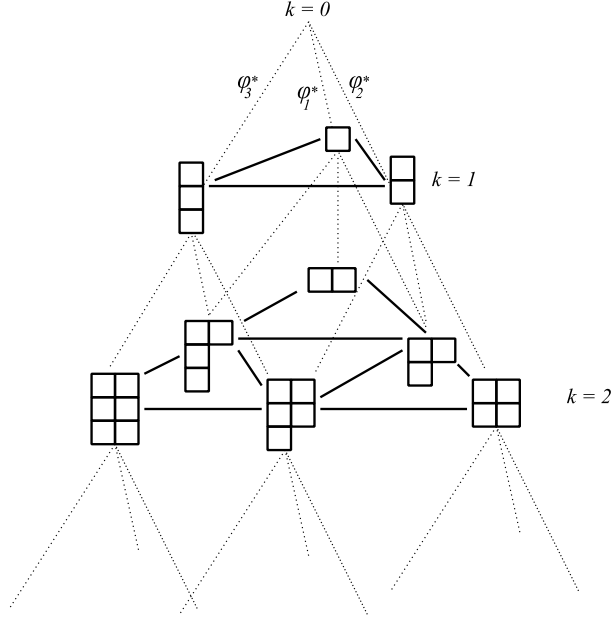 k = 0
φ₃* φ₁* φ₂*
k = 1
k = 2